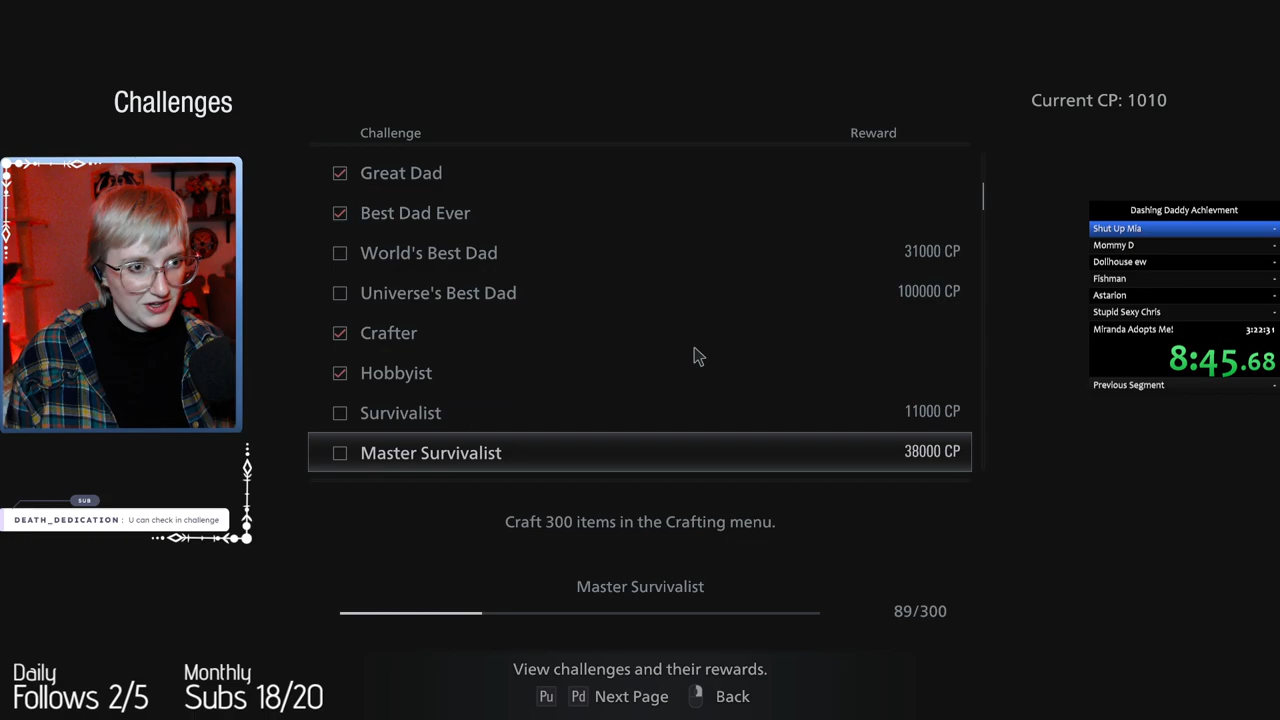 Challenges
Current CP: 1010
Challenge Reward
Great Dad
Best Dad Ever
World's Best Dad 31000 CP
Universe's Best Dad 100000 CP
Crafter
Hobbyist
Survivalist 11000 CP
Master Survivalist 38000 CP
Craft 300 items in the Crafting menu.
Master Survivalist
89/300
View challenges and their rewards.
Pu Pd Next Page Back
Dashing Daddy Achievment
Shut Up Mia -
Mommy D -
Dollhouse ew -
Fishman -
Astarion -
Stupid Sexy Chris -
Miranda Adopts Me! 3:22:31
8:45.68
Previous Segment -
SUB
DEATH_DEDICATION : U can check in challenge
Daily
Follows 2/5
Monthly
Subs 18/20